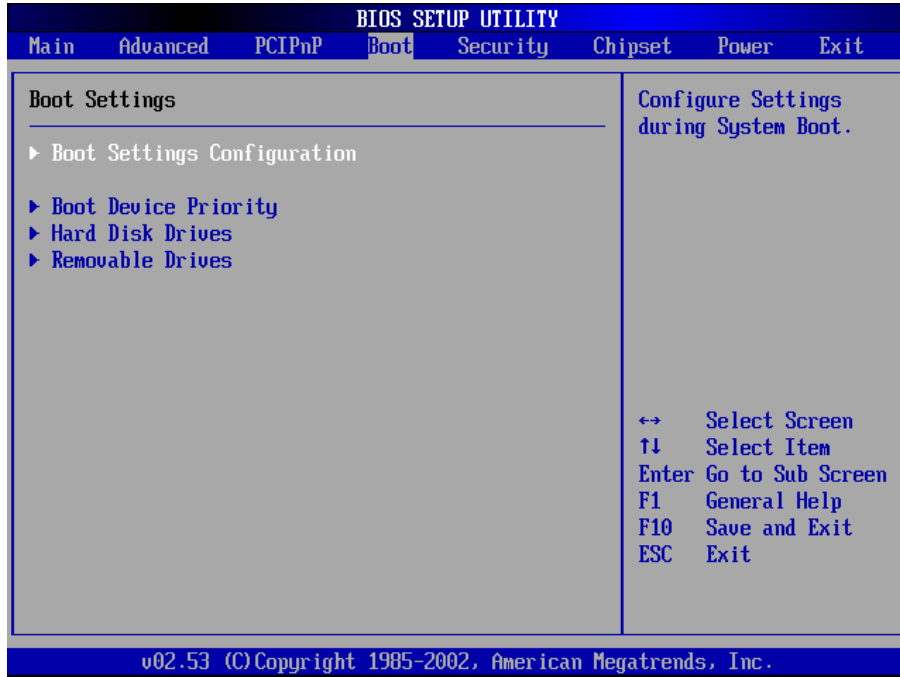 BIOS SETUP UTILITY
Main Advanced PCIPnP Boot Security Chipset Power Exit
Boot Settings
▶ Boot Settings Configuration
▶ Boot Device Priority
▶ Hard Disk Drives
▶ Removable Drives
Configure Settings
during System Boot.
↔ Select Screen
↑↓ Select Item
Enter Go to Sub Screen
F1 General Help
F10 Save and Exit
ESC Exit
v02.53 (C)Copyright 1985-2002, American Megatrends, Inc.